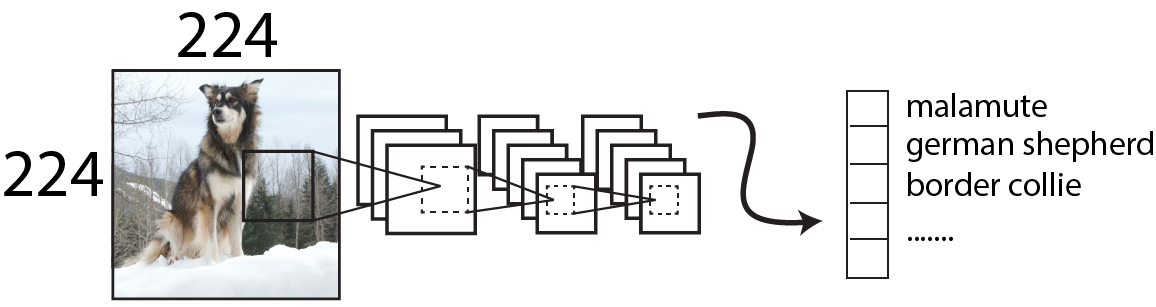 224
224
malamute
german shepherd
border collie
.......